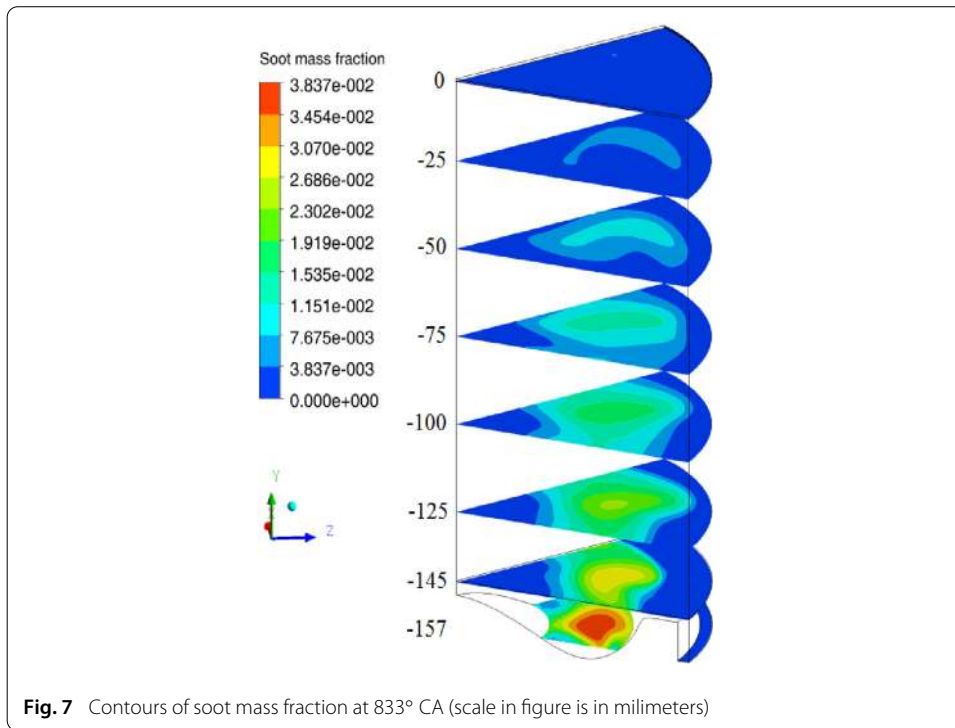 Soot mass fraction
3.837e-002
3.454e-002
3.070e-002
2.686e-002
2.302e-002
1.919e-002
1.535e-002
1.151e-002
7.675e-003
3.837e-003
0.000e+000
0
-25
-50
-75
-100
-125
-145
-157
Y
Z
Fig. 7 Contours of soot mass fraction at 833° CA (scale in figure is in milimeters)